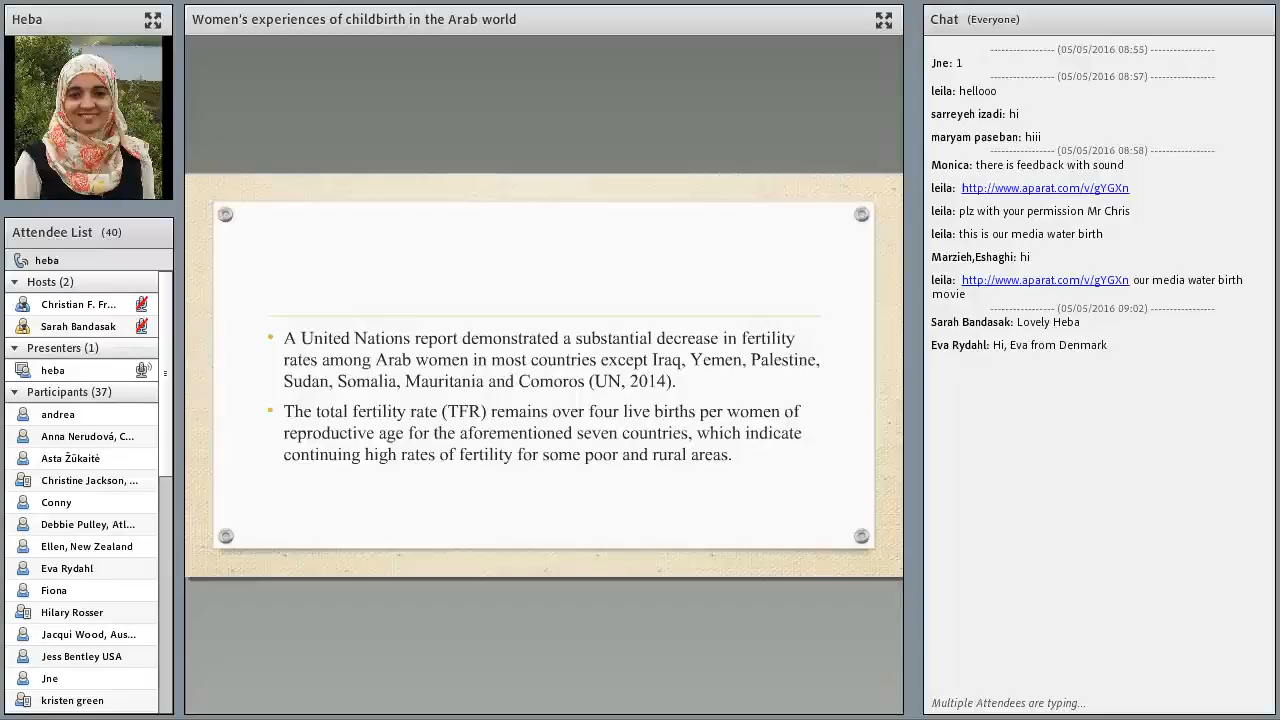 Heba
Attendee List (40)
heba
Hosts (2)
Christian F. Fr...
Sarah Bandasak
Presenters (1)
heba
Participants (37)
andrea
Anna Nerudová, C...
Asta Žūkaitė
Christine Jackson, ...
Conny
Debbie Pulley, Atl...
Ellen, New Zealand
Eva Rydahl
Fiona
Hilary Rosser
Jacqui Wood, Aus...
Jess Bentley USA
Jne
kristen green
Women's experiences of childbirth in the Arab world
A United Nations report demonstrated a substantial decrease in fertility
rates among Arab women in most countries except Iraq, Yemen, Palestine,
Sudan, Somalia, Mauritania and Comoros (UN, 2014).
The total fertility rate (TFR) remains over four live births per women of
reproductive age for the aforementioned seven countries, which indicate
continuing high rates of fertility for some poor and rural areas.
Chat (Everyone)
------------------ (05/05/2016 08:55) ------------------
Jne: 1
------------------ (05/05/2016 08:57) ------------------
leila: hellooo
sarreyeh izadi: hi
maryam paseban: hiii
------------------ (05/05/2016 08:58) ------------------
Monica: there is feedback with sound
leila: http://www.aparat.com/v/gYGXn
leila: plz with your permission Mr Chris
leila: this is our media water birth
Marzieh,Eshaghi: hi
leila: http://www.aparat.com/v/gYGXn our media water birth
movie
------------------ (05/05/2016 09:02) ------------------
Sarah Bandasak: Lovely Heba
Eva Rydahl: Hi, Eva from Denmark
Multiple Attendees are typing...